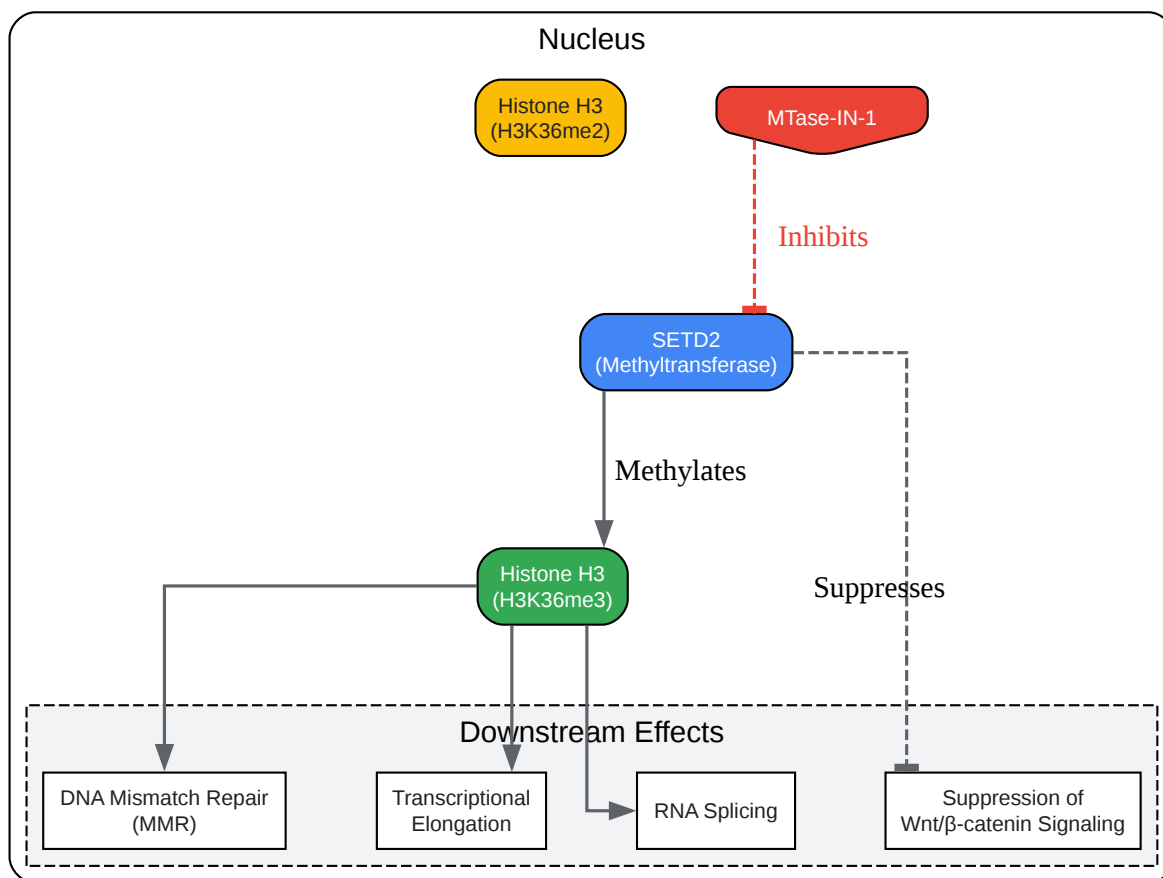 Nucleus
Histone H3
(H3K36me2)
MTase-IN-1
Inhibits
SETD2
(Methyltransferase)
Methylates
Histone H3
(H3K36me3)
Suppresses
Downstream Effects
DNA Mismatch Repair
(MMR)
Transcriptional
Elongation
RNA Splicing
Suppression of
Wnt/β-catenin Signaling